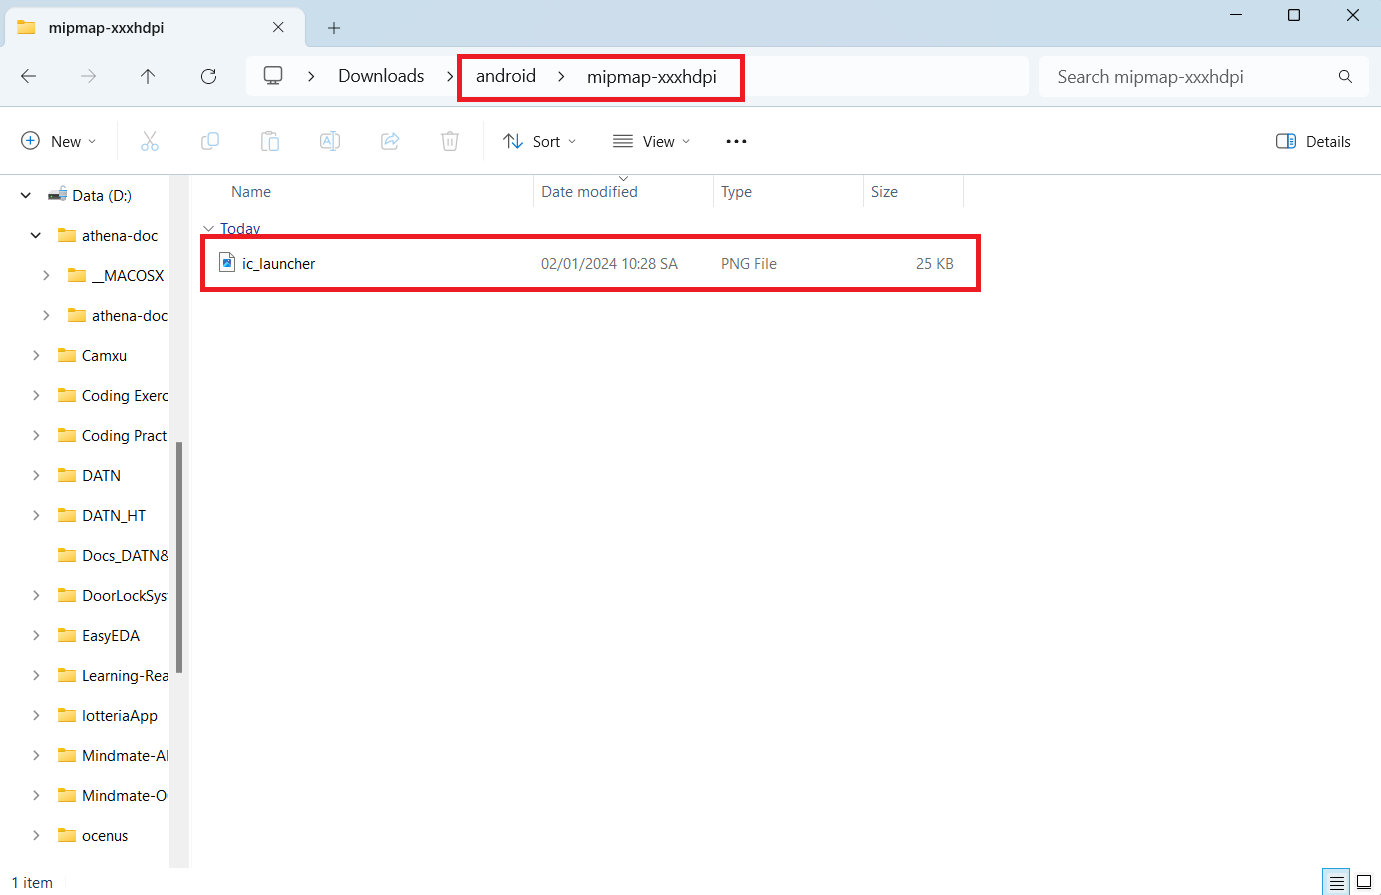 mipmap-xxxhdpi
Downloads android mipmap-xxxhdpi
Search mipmap-xxxhdpi
New
Sort
View
Details
Data (D:)
athena-doc
__MACOSX
athena-doc
Camxu
Coding Exerc
Coding Pract
DATN
DATN_HT
Docs_DATN&
DoorLockSys
EasyEDA
Learning-Rea
lotteriaApp
Mindmate-A
Mindmate-O
ocenus
Name Date modified Type Size
Today
ic_launcher 02/01/2024 10:28 SA PNG File 25 KB
1 item